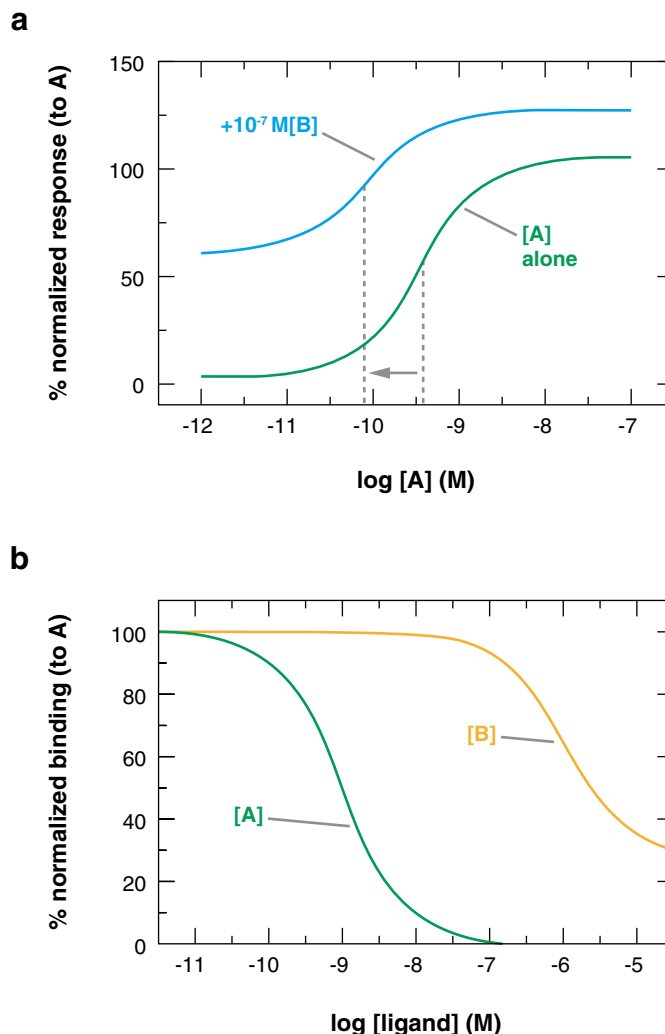 a
% normalized response (to A)
150
100
50
0
+10⁻⁷ M[B]
[A]
alone
-12 -11 -10 -9 -8 -7
log [A] (M)
b
% normalized binding (to A)
100
80
60
40
20
0
[B]
[A]
-11 -10 -9 -8 -7 -6 -5
log [ligand] (M)